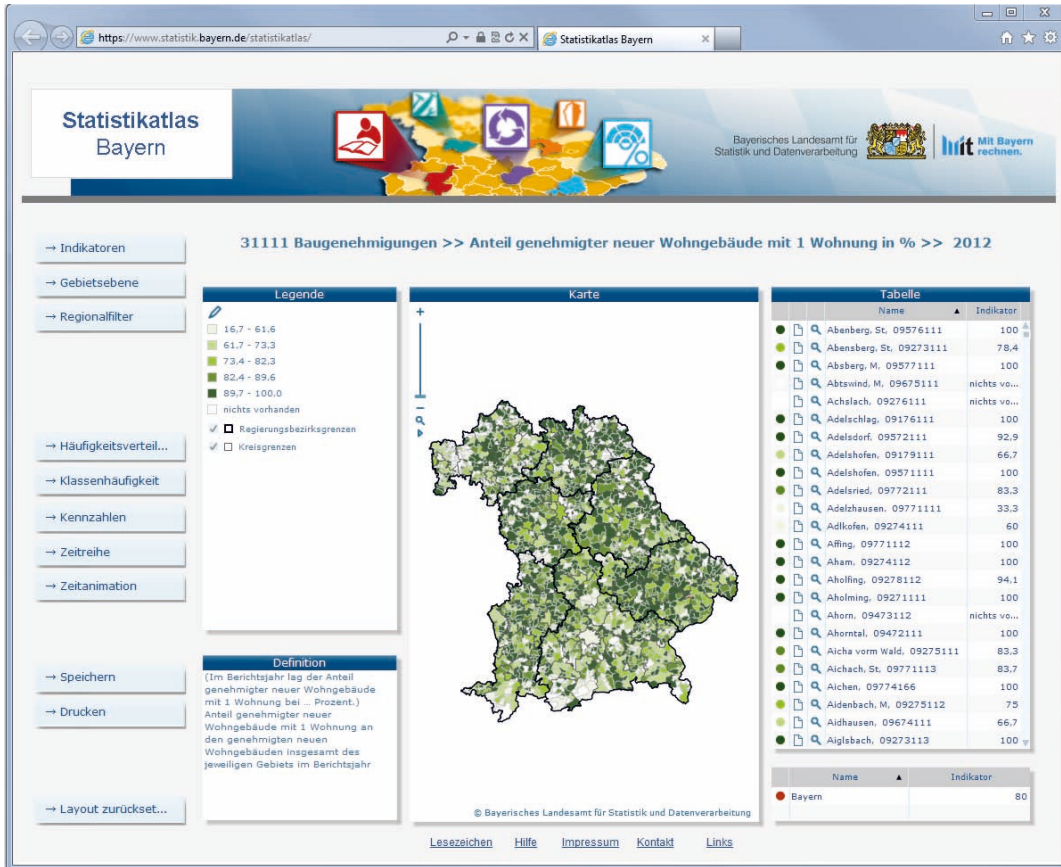 https://www.statistik.bayern.de/statistikatlas/
Statistikatlas Bayern
Statistikatlas
Bayern
Bayerisches Landesamt für
Statistik und Datenverarbeitung
Mit Bayern
rechnen.
→ Indikatoren
→ Gebietsebene
→ Regionalfilter
→ Häufigkeitsverteil...
→ Klassenhäufigkeit
→ Kennzahlen
→ Zeitreihe
→ Zeitanimation
→ Speichern
→ Drucken
→ Layout zurückset...
31111 Baugenehmigungen >> Anteil genehmigter neuer Wohngebäude mit 1 Wohnung in % >> 2012
Legende
16,7 - 61,6
61,7 - 73,3
73,4 - 82,3
82,4 - 89,6
89,7 - 100,0
nichts vorhanden
Regierungsbezirksgrenzen
Kreisgrenzen
Definition
(Im Berichtsjahr lag der Anteil
genehmigter neuer Wohngebäude
mit 1 Wohnung bei .. Prozent.)
Anteil genehmigter neuer
Wohngebäude mit 1 Wohnung an
den genehmigten neuen
Wohngebäuden insgesamt des
jeweiligen Gebiets im Berichtsjahr
Karte
© Bayerisches Landesamt für Statistik und Datenverarbeitung
Tabelle
Name ▲ Indikator
Abenberg, St, 09576111 100
Abensberg, St, 09273111 78,4
Absberg, M, 09577111 100
Abtswind, M, 09675111 nichts vo...
Achslach, 09276111 nichts vo...
Adelschlag, 09176111 100
Adelsdorf, 09572111 92,9
Adelshofen, 09179111 66,7
Adelshofen, 09571111 100
Adelsried, 09772111 83,3
Adelzhausen, 09771111 33,3
Adlkofen, 09274111 60
Affing, 09771112 100
Aham, 09274112 100
Aholfing, 09278112 94,1
Aholming, 09271111 100
Ahorn, 09473112 nichts vo...
Ahorntal, 09472111 100
Aicha vorm Wald, 09275111 83,3
Aichach, St, 09771113 83,7
Aichen, 09774166 100
Aidenbach, M, 09275112 75
Aidhausen, 09674111 66,7
Aiglsbach, 09273113 100
Name ▲ Indikator
Bayern 80
Lesezeichen Hilfe Impressum Kontakt Links